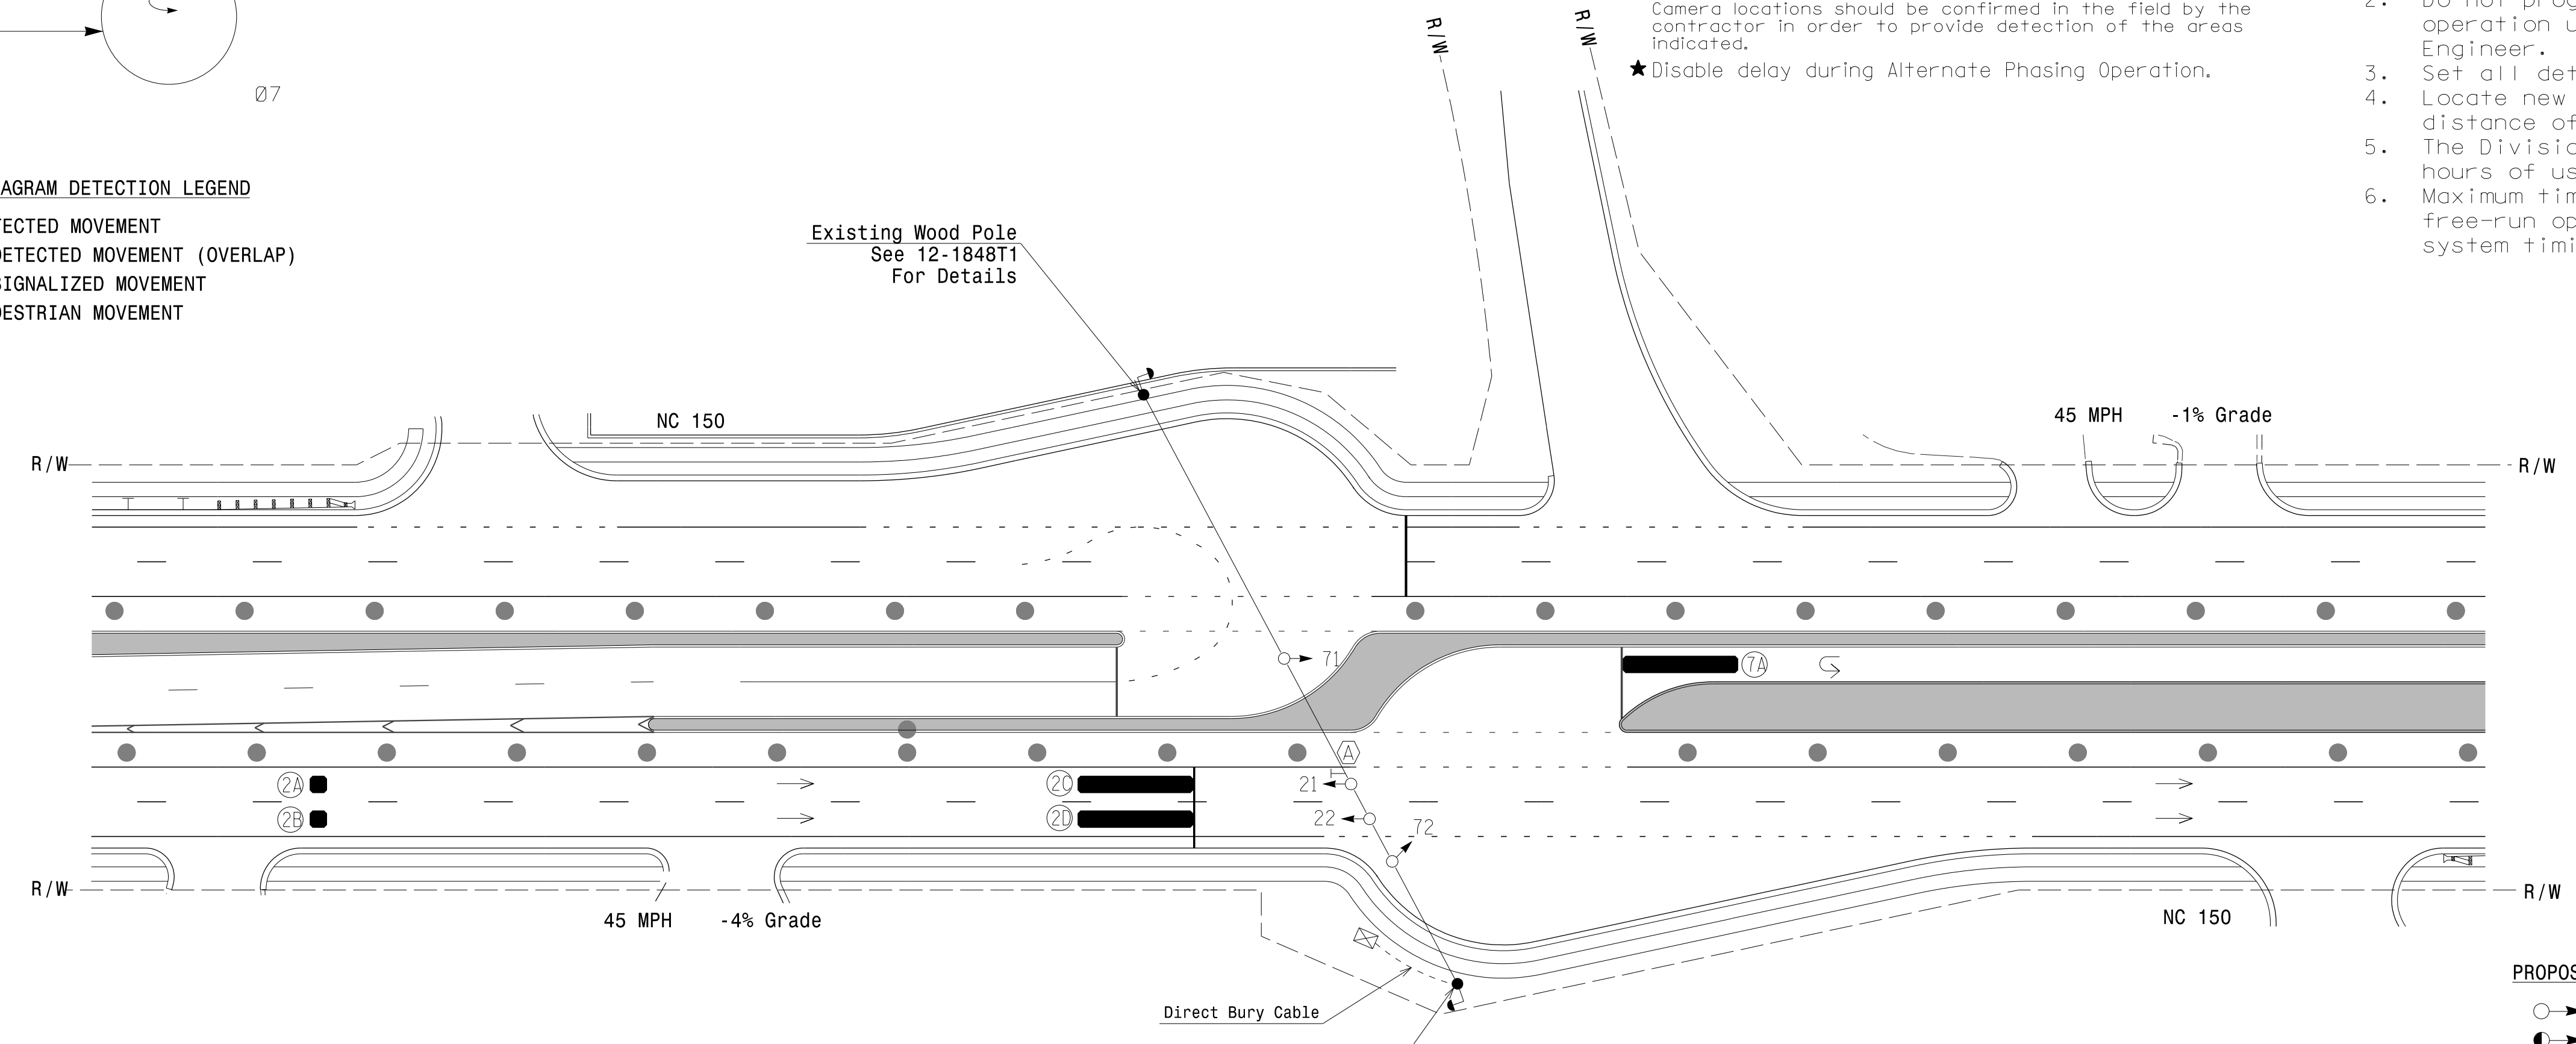 Ø7
AGRAM DETECTION LEGEND
TECTED MOVEMENT
DETECTED MOVEMENT (OVERLAP)
SIGNALIZED MOVEMENT
DESTRIAN MOVEMENT
Camera locations should be confirmed in the field by the
contractor in order to provide detection of the areas
indicated.
★ Disable delay during Alternate Phasing Operation.
2. Do not prog
operation u
Engineer.
3. Set all det
4. Locate new
distance of
5. The Divisio
hours of us
6. Maximum tim
free-run op
system timi
R/W
R/W
Existing Wood Pole
See 12-1848T1
For Details
NC 150
45 MPH -1% Grade
R/W
R/W
71
7A
A
2A
2C
21
2B
2D
22
72
R/W
R/W
45 MPH -4% Grade
NC 150
Direct Bury Cable
PROPOS